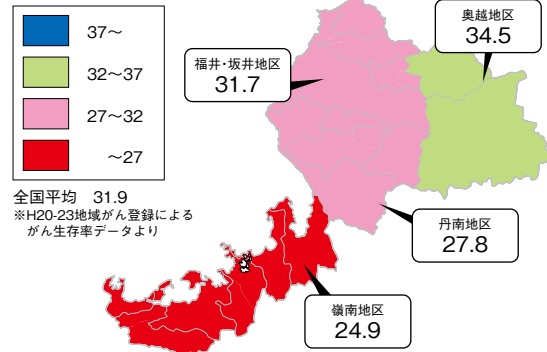 37〜
32〜37
27〜32
〜27
全国平均　31.9
※H20-23地域がん登録による
がん生存率データより
奥越地区
34.5
福井・坂井地区
31.7
丹南地区
27.8
嶺南地区
24.9